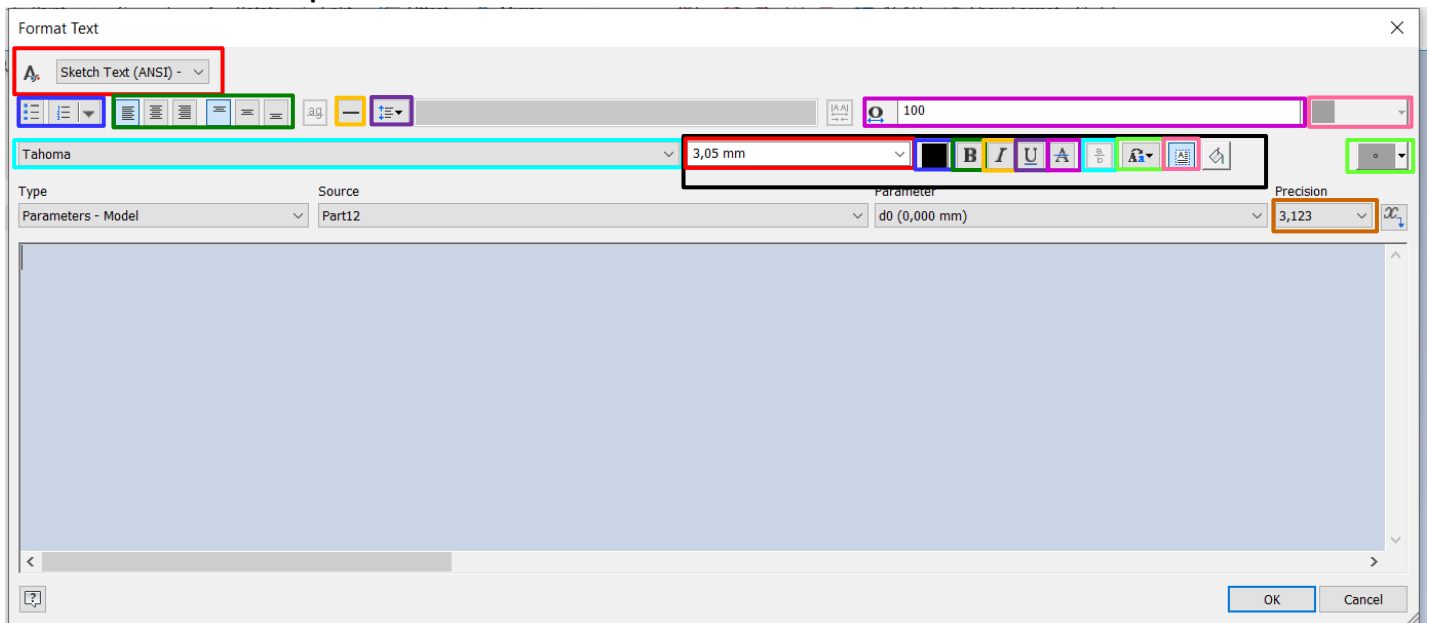 Format Text
Sketch Text (ANSI) -
ag
100
Tahoma
3,05 mm
B I U A
Type Source Parameter Precision
Parameters - Model Part12 d0 (0,000 mm) 3,123
OK Cancel